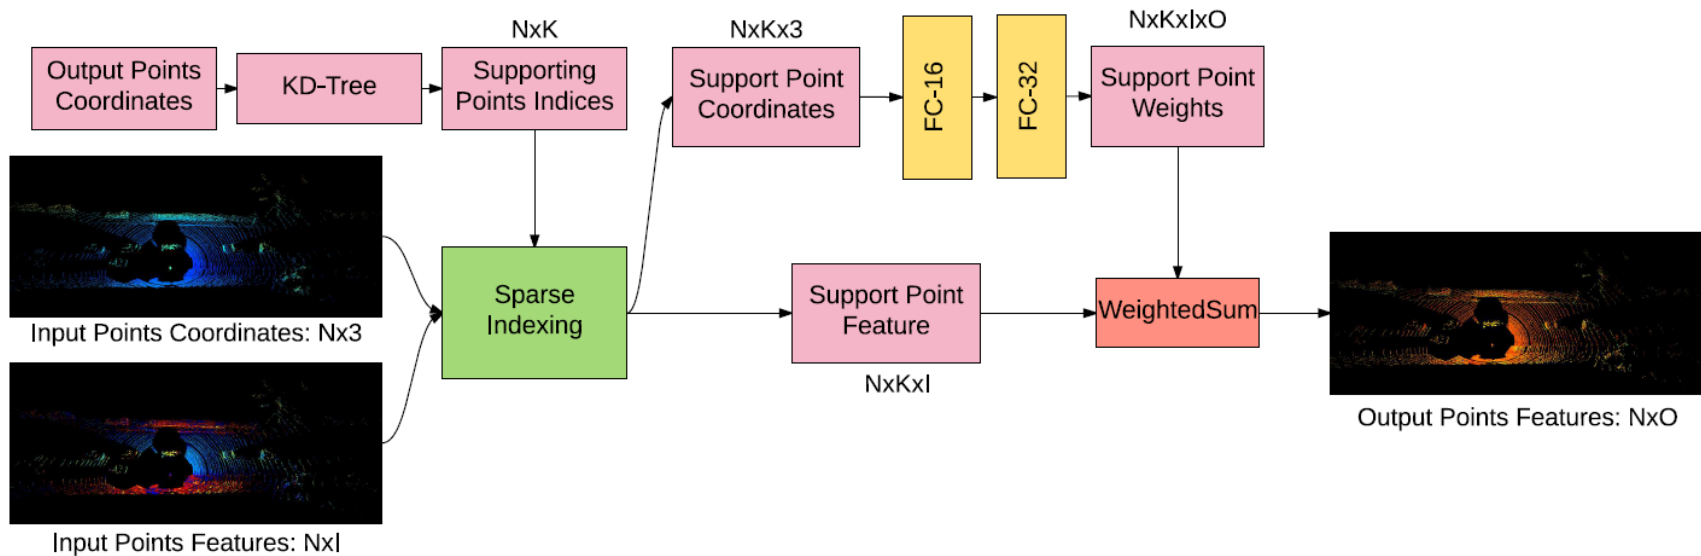 NxK
NxKx3
NxKxIxO
Output Points
Coordinates
KD-Tree
Supporting
Points Indices
Support Point
Coordinates
FC-16
FC-32
Support Point
Weights
Input Points Coordinates: Nx3
Sparse
Indexing
Support Point
Feature
WeightedSum
NxKxI
Output Points Features: NxO
Input Points Features: NxI